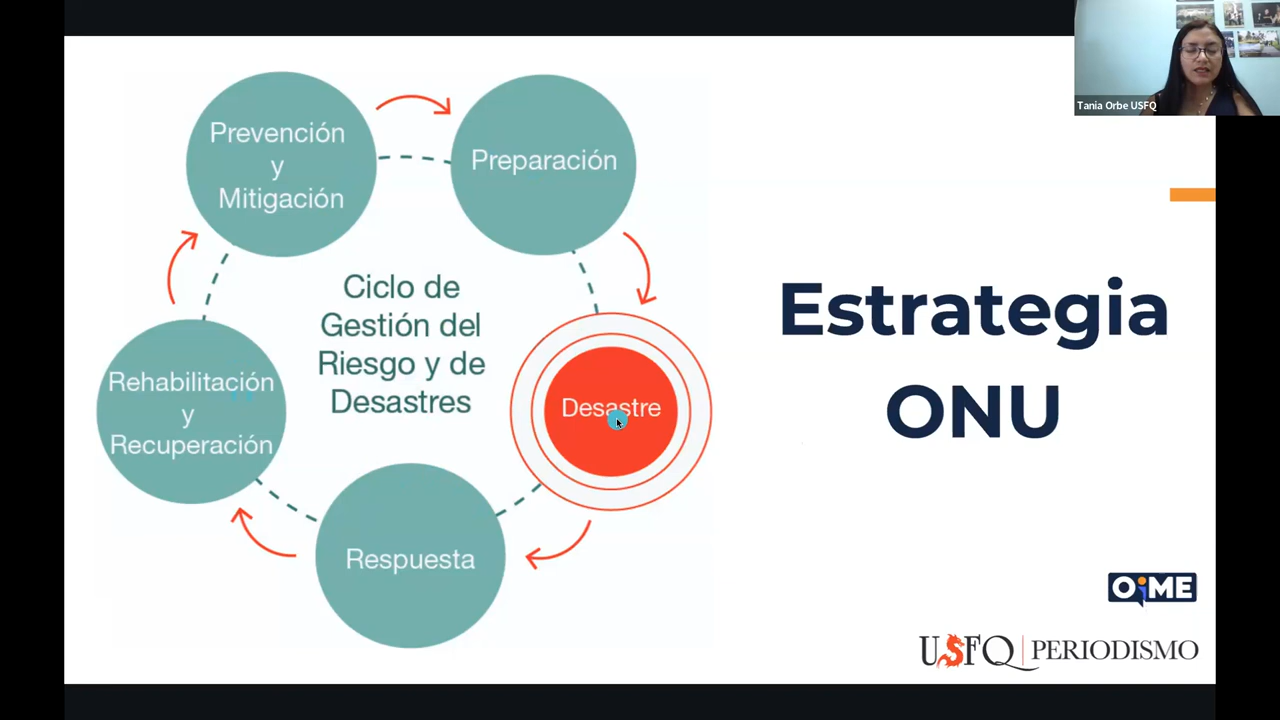 Tania Orbe USFQ
Prevención
y
Mitigación
Preparación
Ciclo de
Gestión del
Riesgo y de
Desastres
Desastre
Rehabilitación
y
Recuperación
Respuesta
Estrategia
ONU
OiME
USFQ PERIODISMO